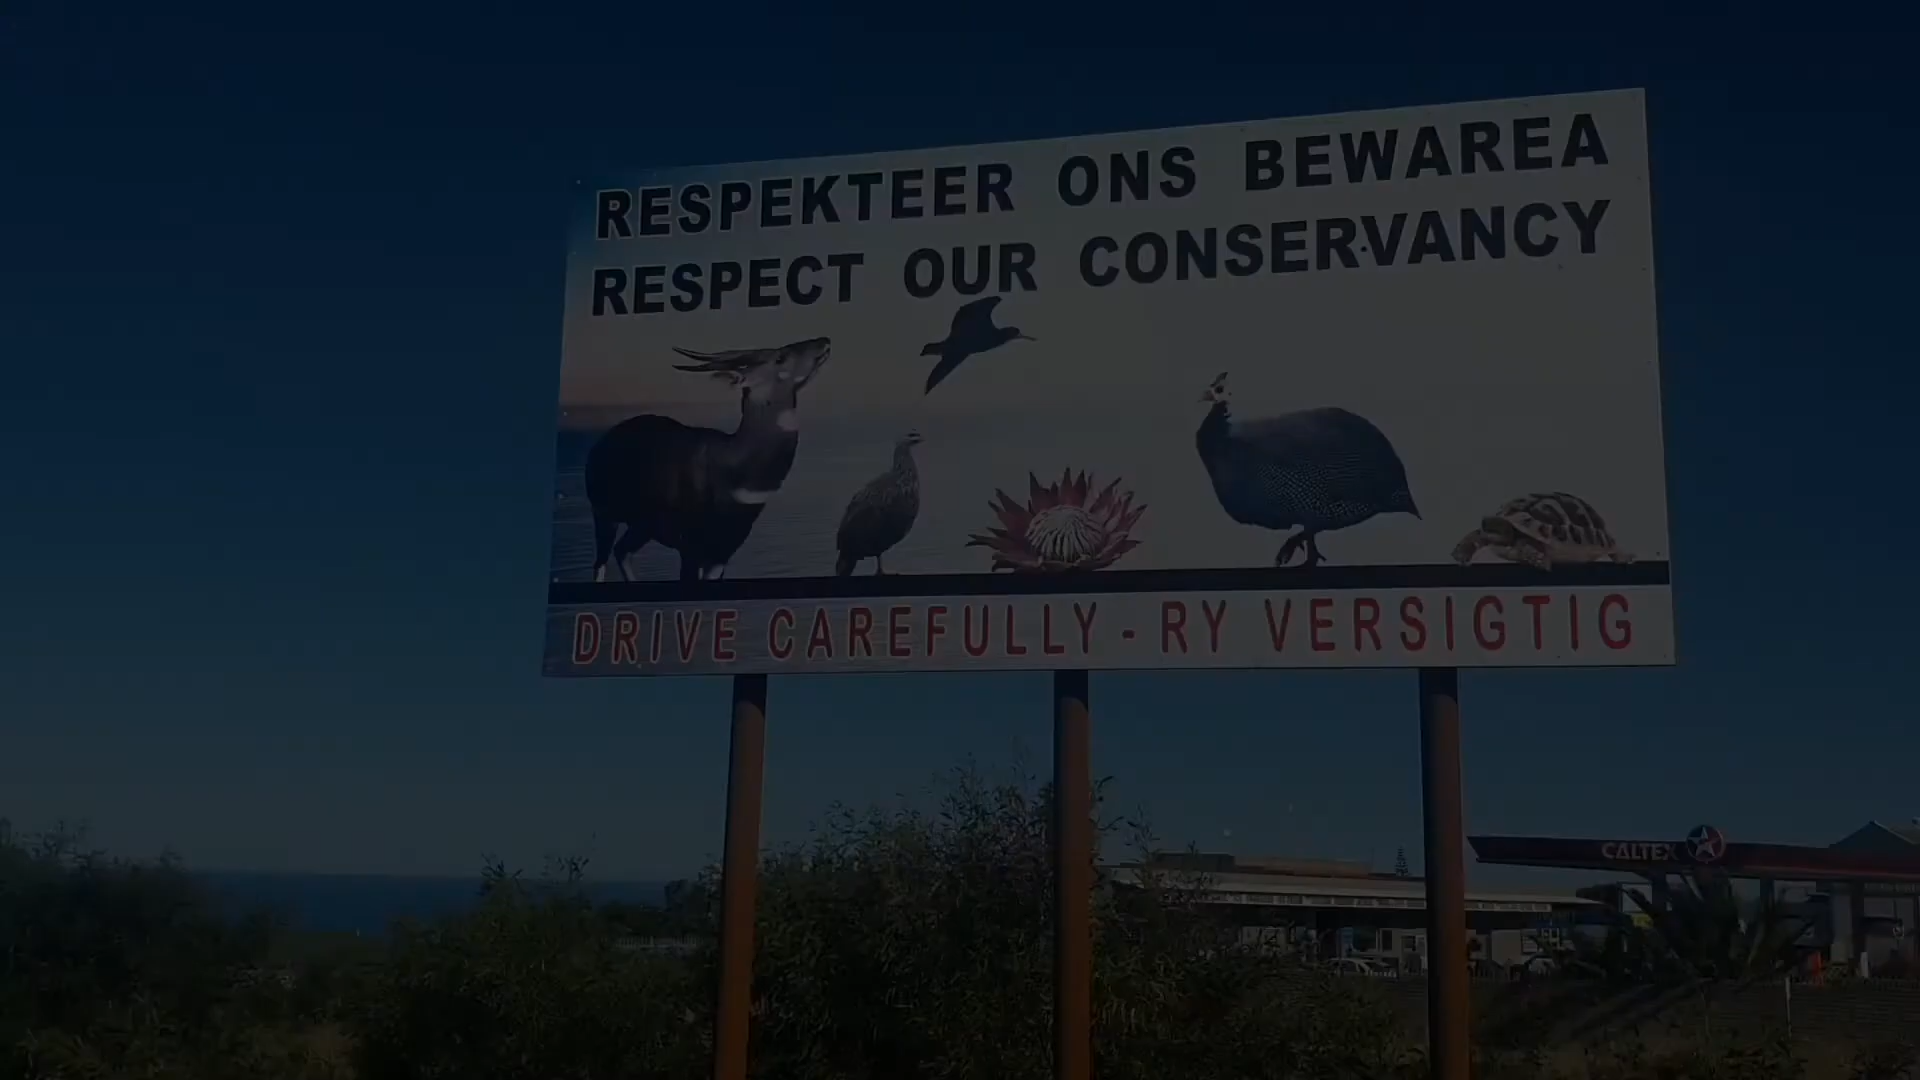 RESPEKTEER ONS BEWAREA
RESPECT OUR CONSERVANCY
DRIVE CAREFULLY - RY VERSIGTIG
CALTEX